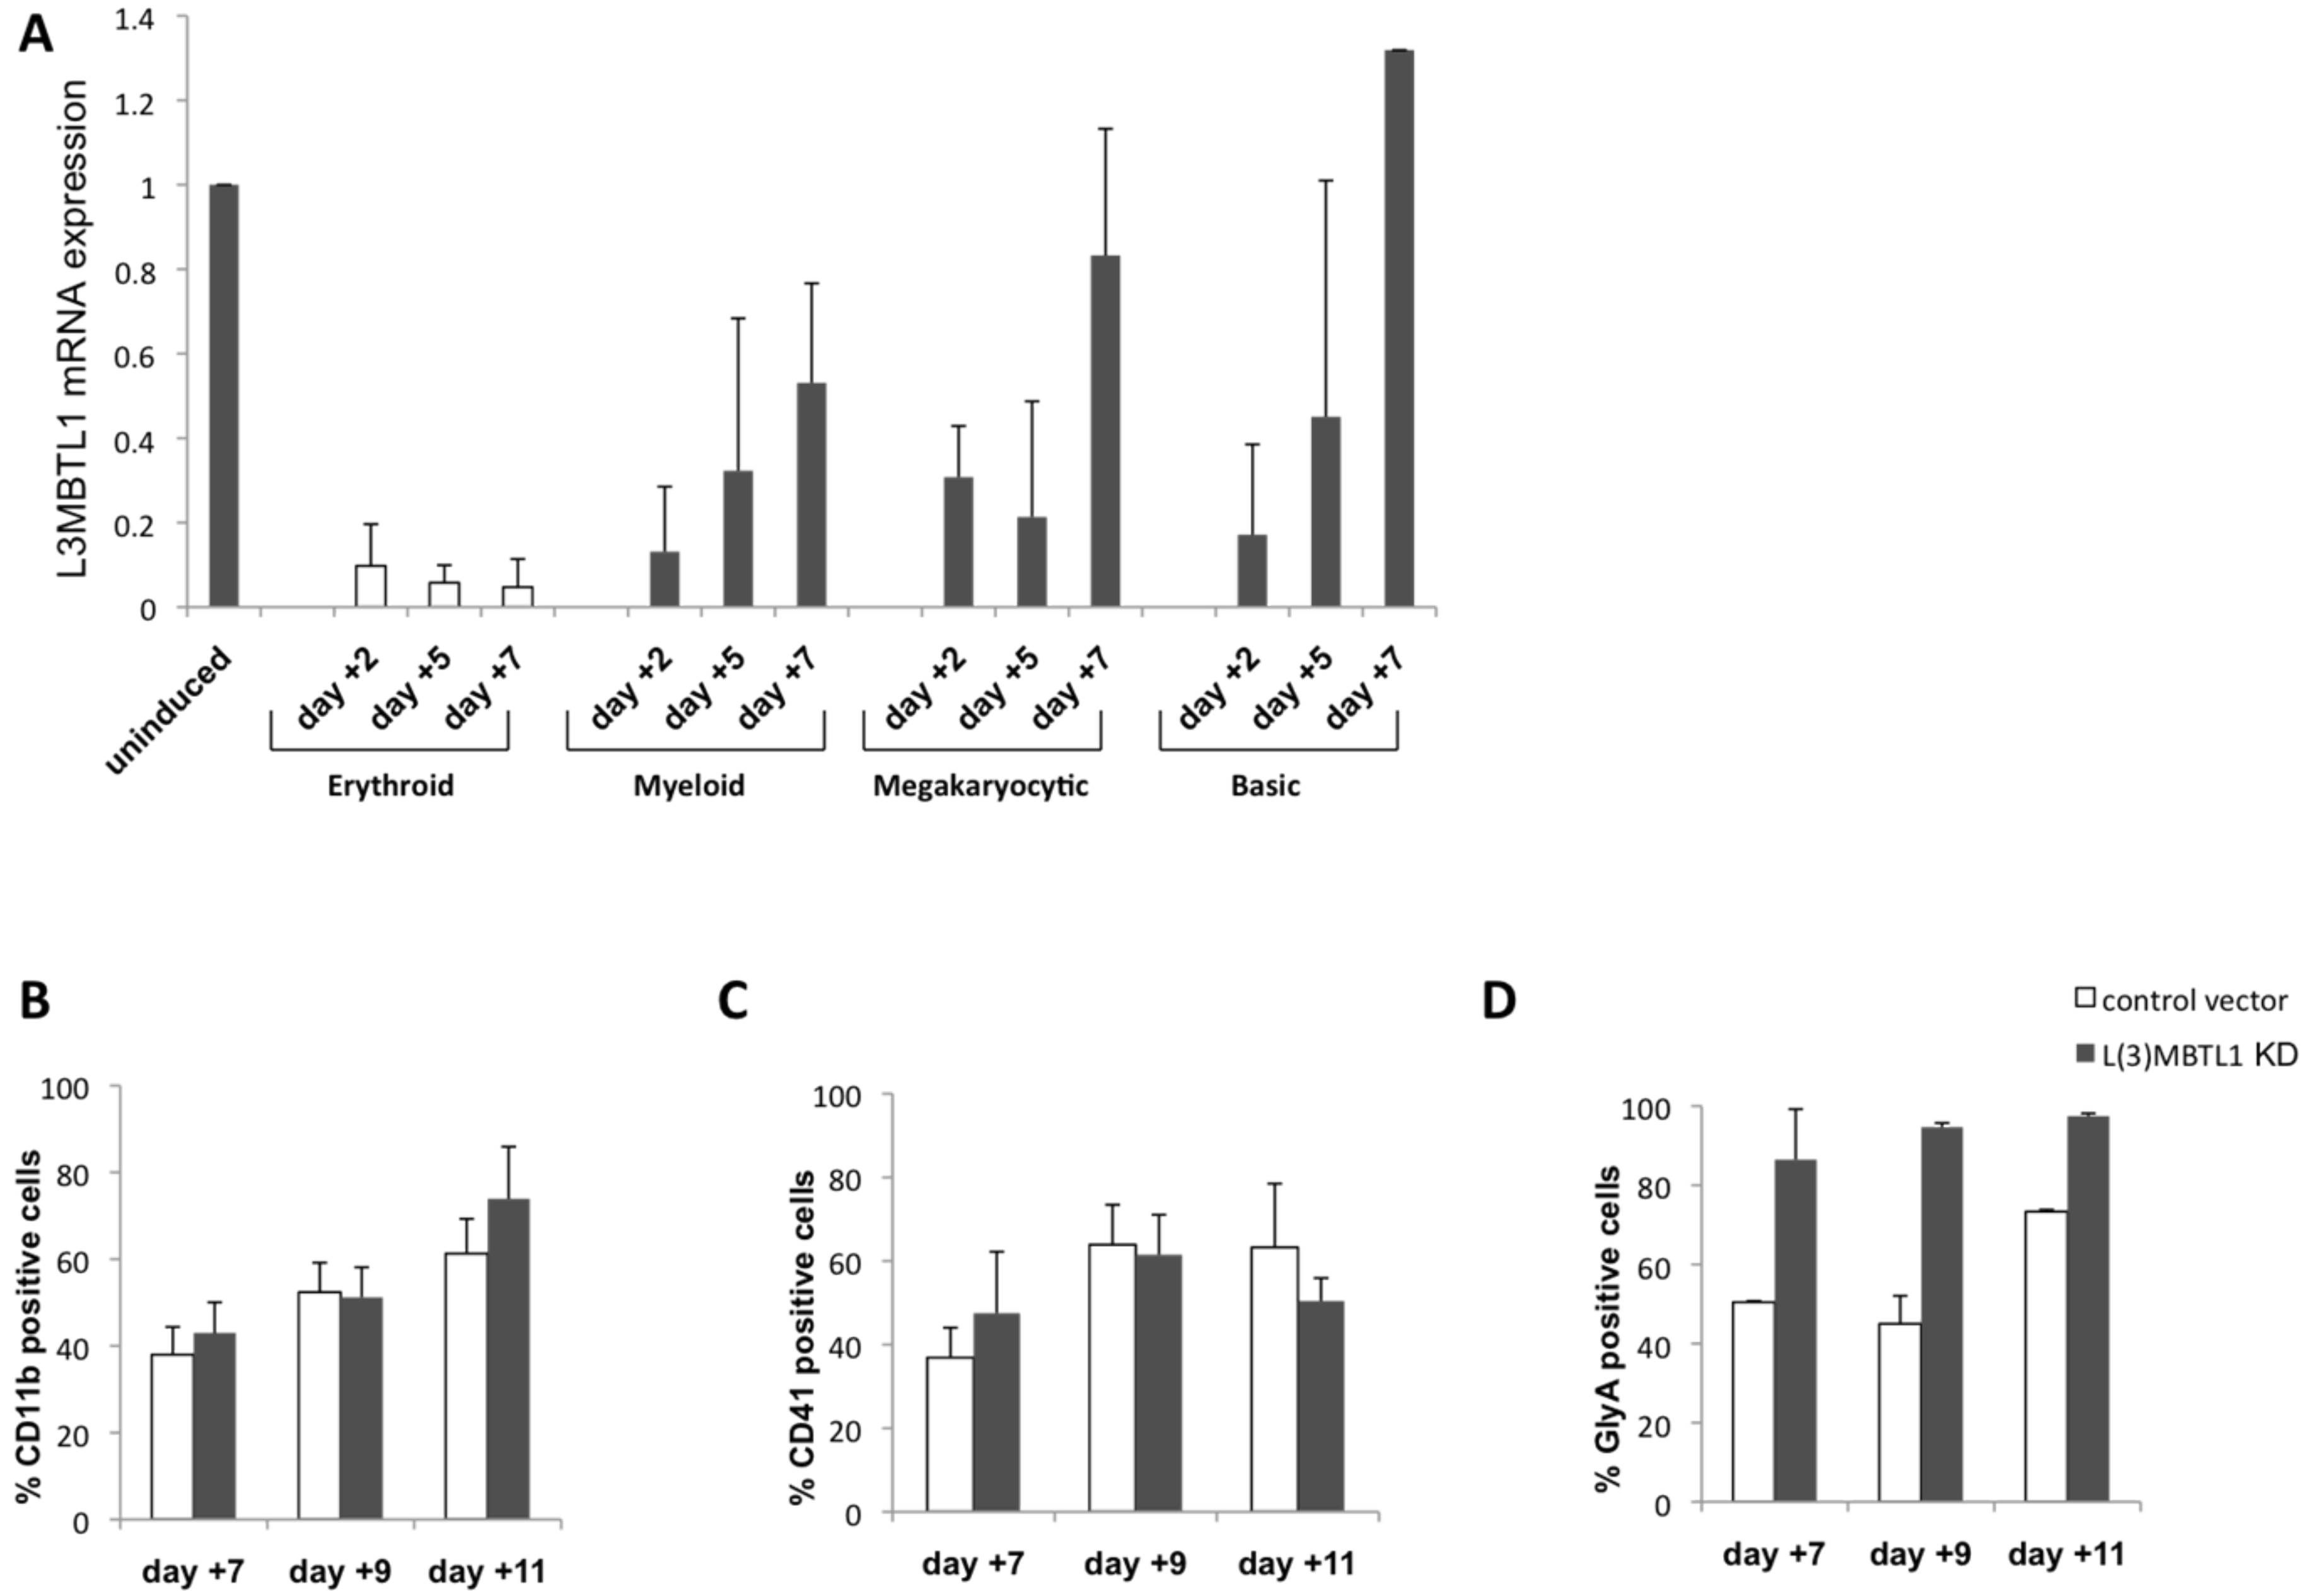 A
L3MBTL1 mRNA expression
1.4
1.2
1
0.8
0.6
0.4
0.2
0
uninduced
day +2
day +5
day +7
day +2
day +5
day +7
day +2
day +5
day +7
day +2
day +5
day +7
Erythroid
Myeloid
Megakaryocytic
Basic
B
% CD11b positive cells
100
80
60
40
20
0
day +7
day +9
day +11
C
% CD41 positive cells
100
80
60
40
20
0
day +7
day +9
day +11
D
control vector
L(3)MBTL1 KD
% GlyA positive cells
100
80
60
40
20
0
day +7
day +9
day +11